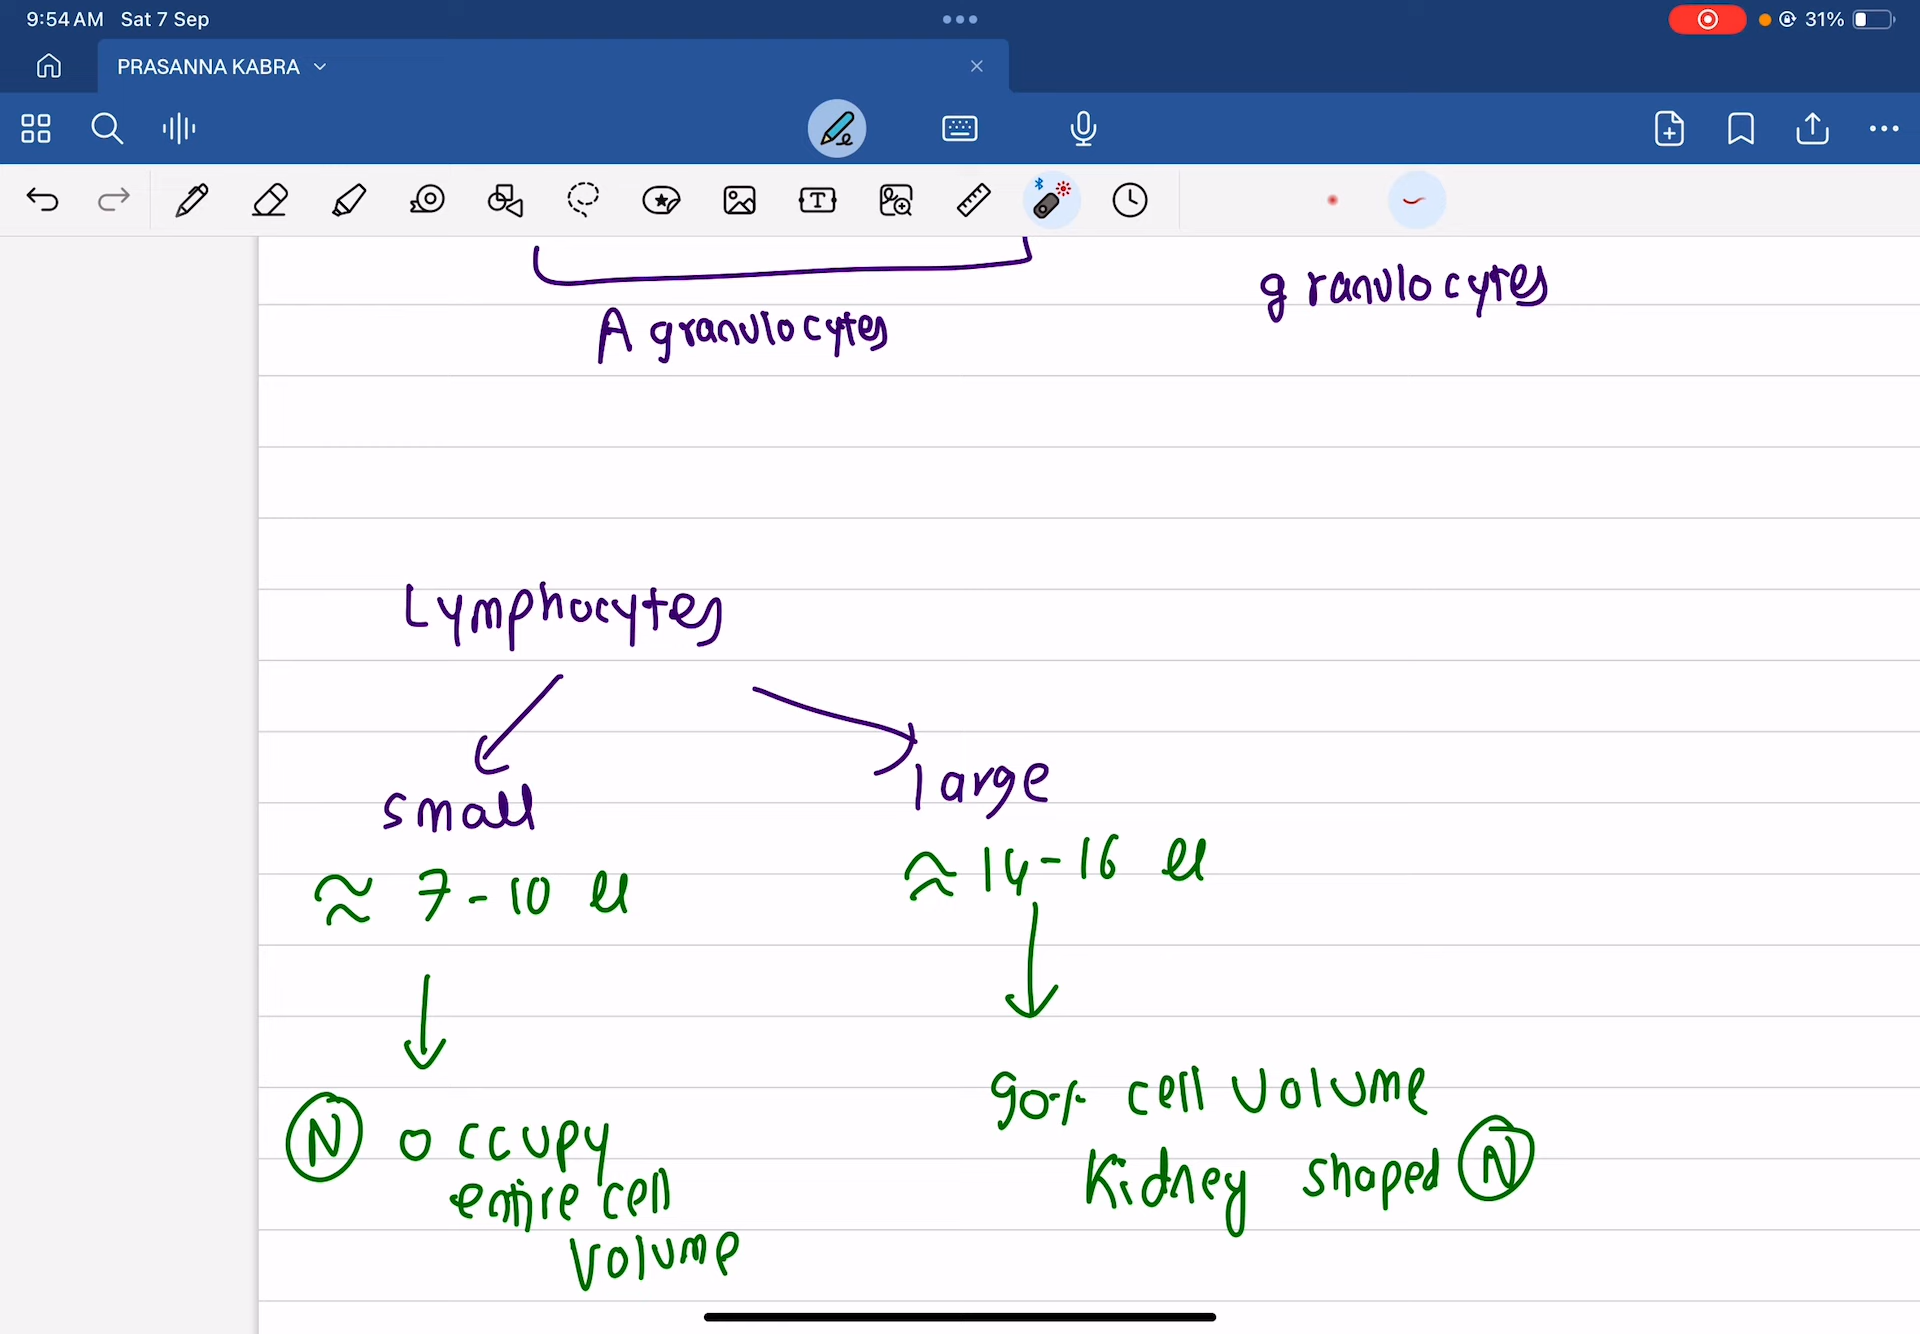 9:54 AM Sat 7 Sep
31%
PRASANNA KABRA
granulocytes
A granulocytes
Lymphocytes
small
large
≈ 7-10 µ
≈ 14-16 µ
N occupy
entire cell
volume
90% cell volume
Kidney shaped N